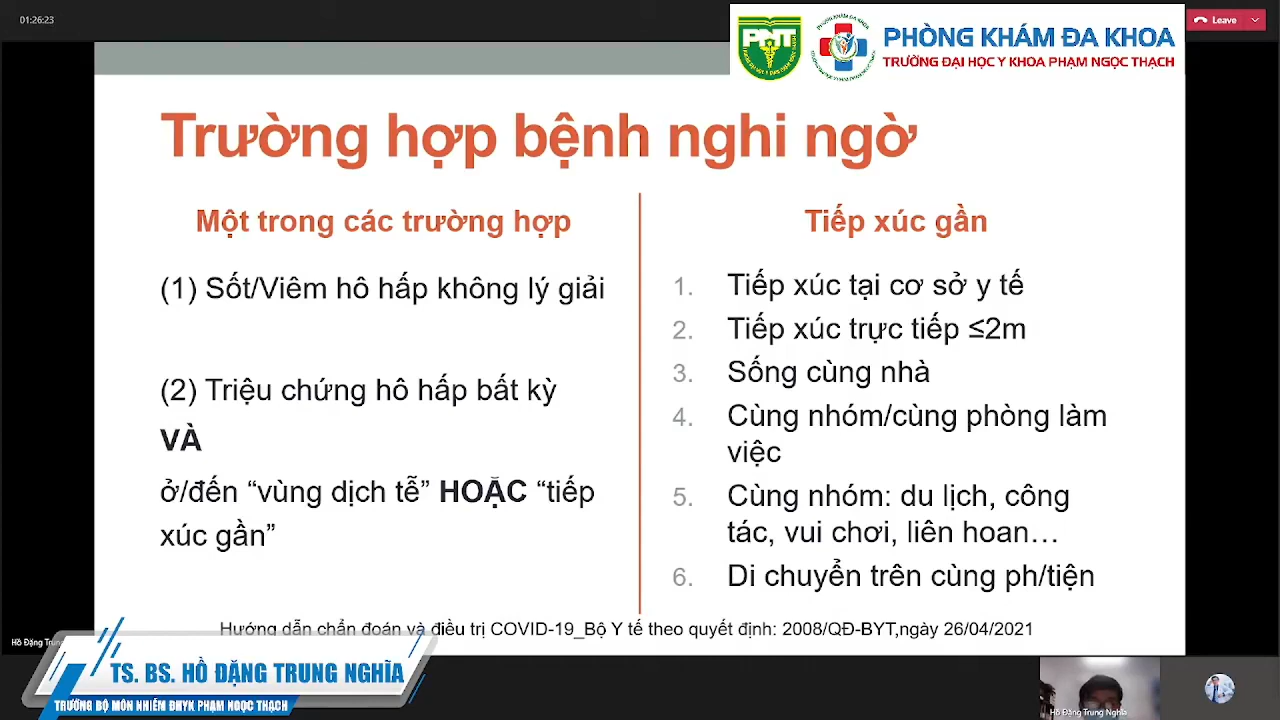 01:26:23
Leave
PNT
PHÒNG KHÁM ĐA KHOA
TRƯỜNG ĐẠI HỌC Y KHOA PHẠM NGỌC THẠCH
Trường hợp bệnh nghi ngờ
Một trong các trường hợp
(1) Sốt/Viêm hô hấp không lý giải
(2) Triệu chứng hô hấp bất kỳ
VÀ
ở/đến “vùng dịch tễ” HOẶC “tiếp
xúc gần”
Tiếp xúc gần
1. Tiếp xúc tại cơ sở y tế
2. Tiếp xúc trực tiếp ≤2m
3. Sống cùng nhà
4. Cùng nhóm/cùng phòng làm
việc
5. Cùng nhóm: du lịch, công
tác, vui chơi, liên hoan…
6. Di chuyển trên cùng ph/tiện
Hướng dẫn chẩn đoán và điều trị COVID-19_Bộ Y tế theo quyết định: 2008/QĐ-BYT,ngày 26/04/2021
Hồ Đặng Trung
TS. BS. HỒ ĐẶNG TRUNG NGHĨA
TRƯỞNG BỘ MÔN NHIỄM ĐHYK PHẠM NGỌC THẠCH
Hồ Đặng Trung Nghĩa